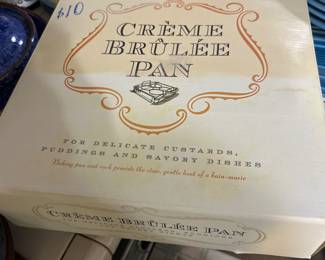 $10
CRÈME
BRÛLÉE
PAN
FOR DELICATE CUSTARDS,
PUDDINGS AND SAVORY DISHES
Baking pan and rack provide the slow, gentle heat of a bain-marie
CRÈME BRÛLÉE PAN